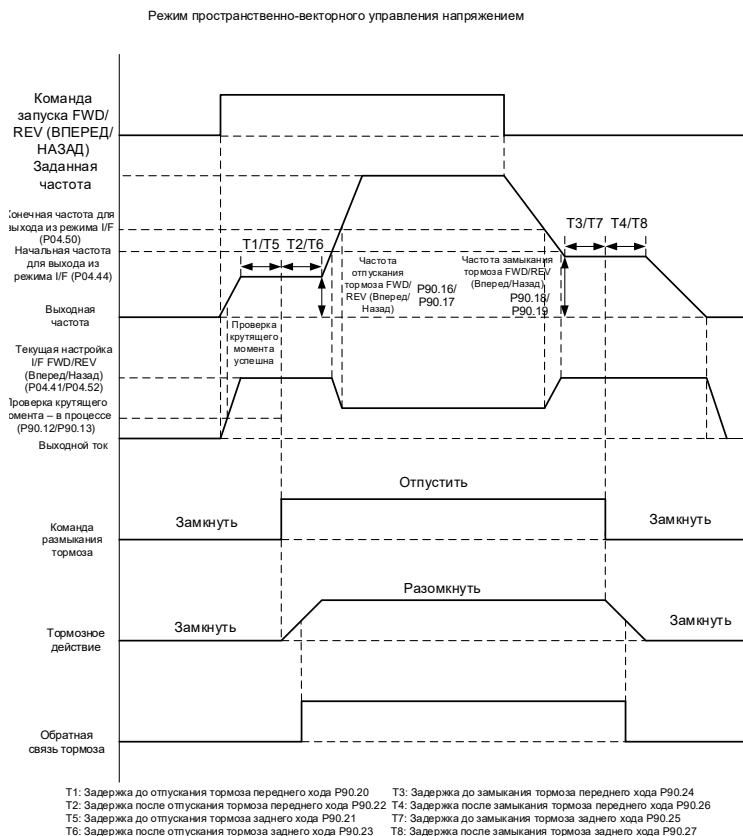 Режим пространственно-векторного управления напряжением
Команда
запуска FWD/
REV (ВПЕРЕД/
НАЗАД)
Заданная
частота
Конечная частота для
выхода из режима I/F
(P04.50)
Начальная частота
для выхода из
режима I/F (P04.44)
T1/T5
T2/T6
T3/T7
T4/T8
Частота
отпускания
тормоза FWD/
REV (Вперед/
Назад)
P90.16/
P90.17
Частота замыкания
тормоза FWD/REV
(Вперед/Назад)
P90.18/
P90.19
Выходная
частота
Проверка
крутящего
момента
успешна
Текущая настройка
I/F FWD/REV
(Вперед/Назад)
(P04.41/P04.52)
Проверка крутящего
момента – в процессе
(P90.12/P90.13)
Выходной ток
Отпустить
Замкнуть
Замкнуть
Команда
размыкания
тормоза
Разомкнуть
Замкнуть
Замкнуть
Тормозное
действие
Обратная
связь тормоза
T1: Задержка до отпускания тормоза переднего хода P90.20
T2: Задержка после отпускания тормоза переднего хода P90.22
T5: Задержка до отпускания тормоза заднего хода P90.21
T6: Задержка после отпускания тормоза заднего хода P90.23
T3: Задержка до замыкания тормоза переднего хода P90.24
T4: Задержка после замыкания тормоза переднего хода P90.26
T7: Задержка до замыкания тормоза заднего хода P90.25
T8: Задержка после замыкания тормоза заднего хода P90.27